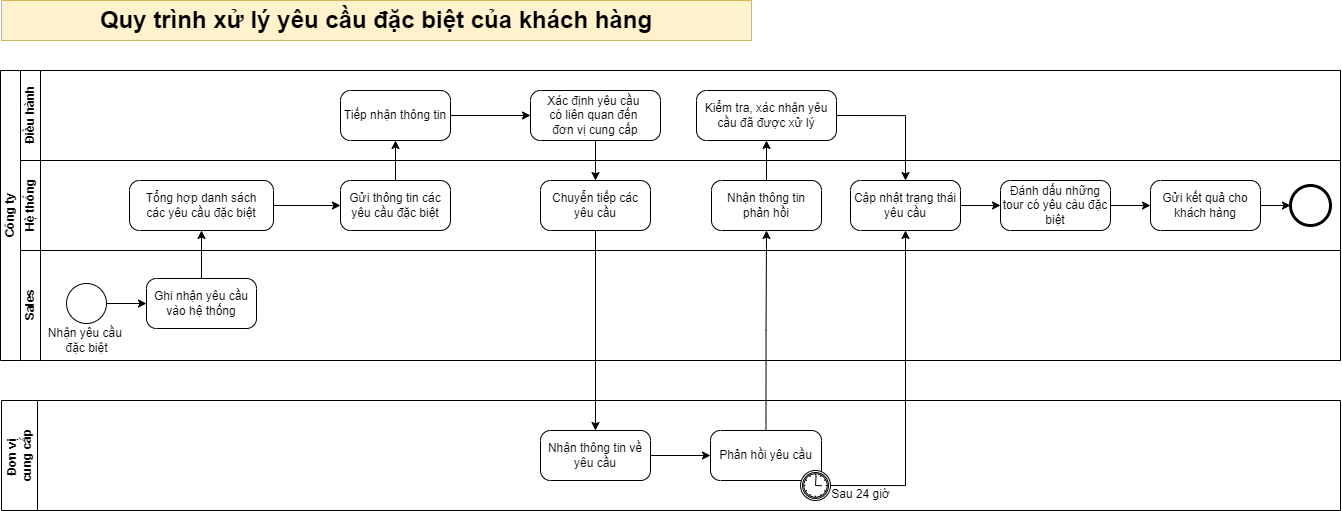 Quy trình xử lý yêu cầu đặc biệt của khách hàng
Công ty
Điều hành
Tiếp nhận thông tin
Xác định yêu cầu
có liên quan đến
đơn vị cung cấp
Kiểm tra, xác nhận yêu
cầu đã được xử lý
Hệ thống
Tổng hợp danh sách
các yêu cầu đặc biệt
Gửi thông tin các
yêu cầu đặc biệt
Chuyển tiếp các
yêu cầu
Nhận thông tin
phản hồi
Cập nhật trạng thái
yêu cầu
Đánh dấu những
tour có yêu cầu đặc
biệt
Gửi kết quả cho
khách hàng
Sales
Nhận yêu cầu
đặc biệt
Ghi nhận yêu cầu
vào hệ thống
Đơn vị
cung cấp
Nhận thông tin về
yêu cầu
Phản hồi yêu cầu
Sau 24 giờ